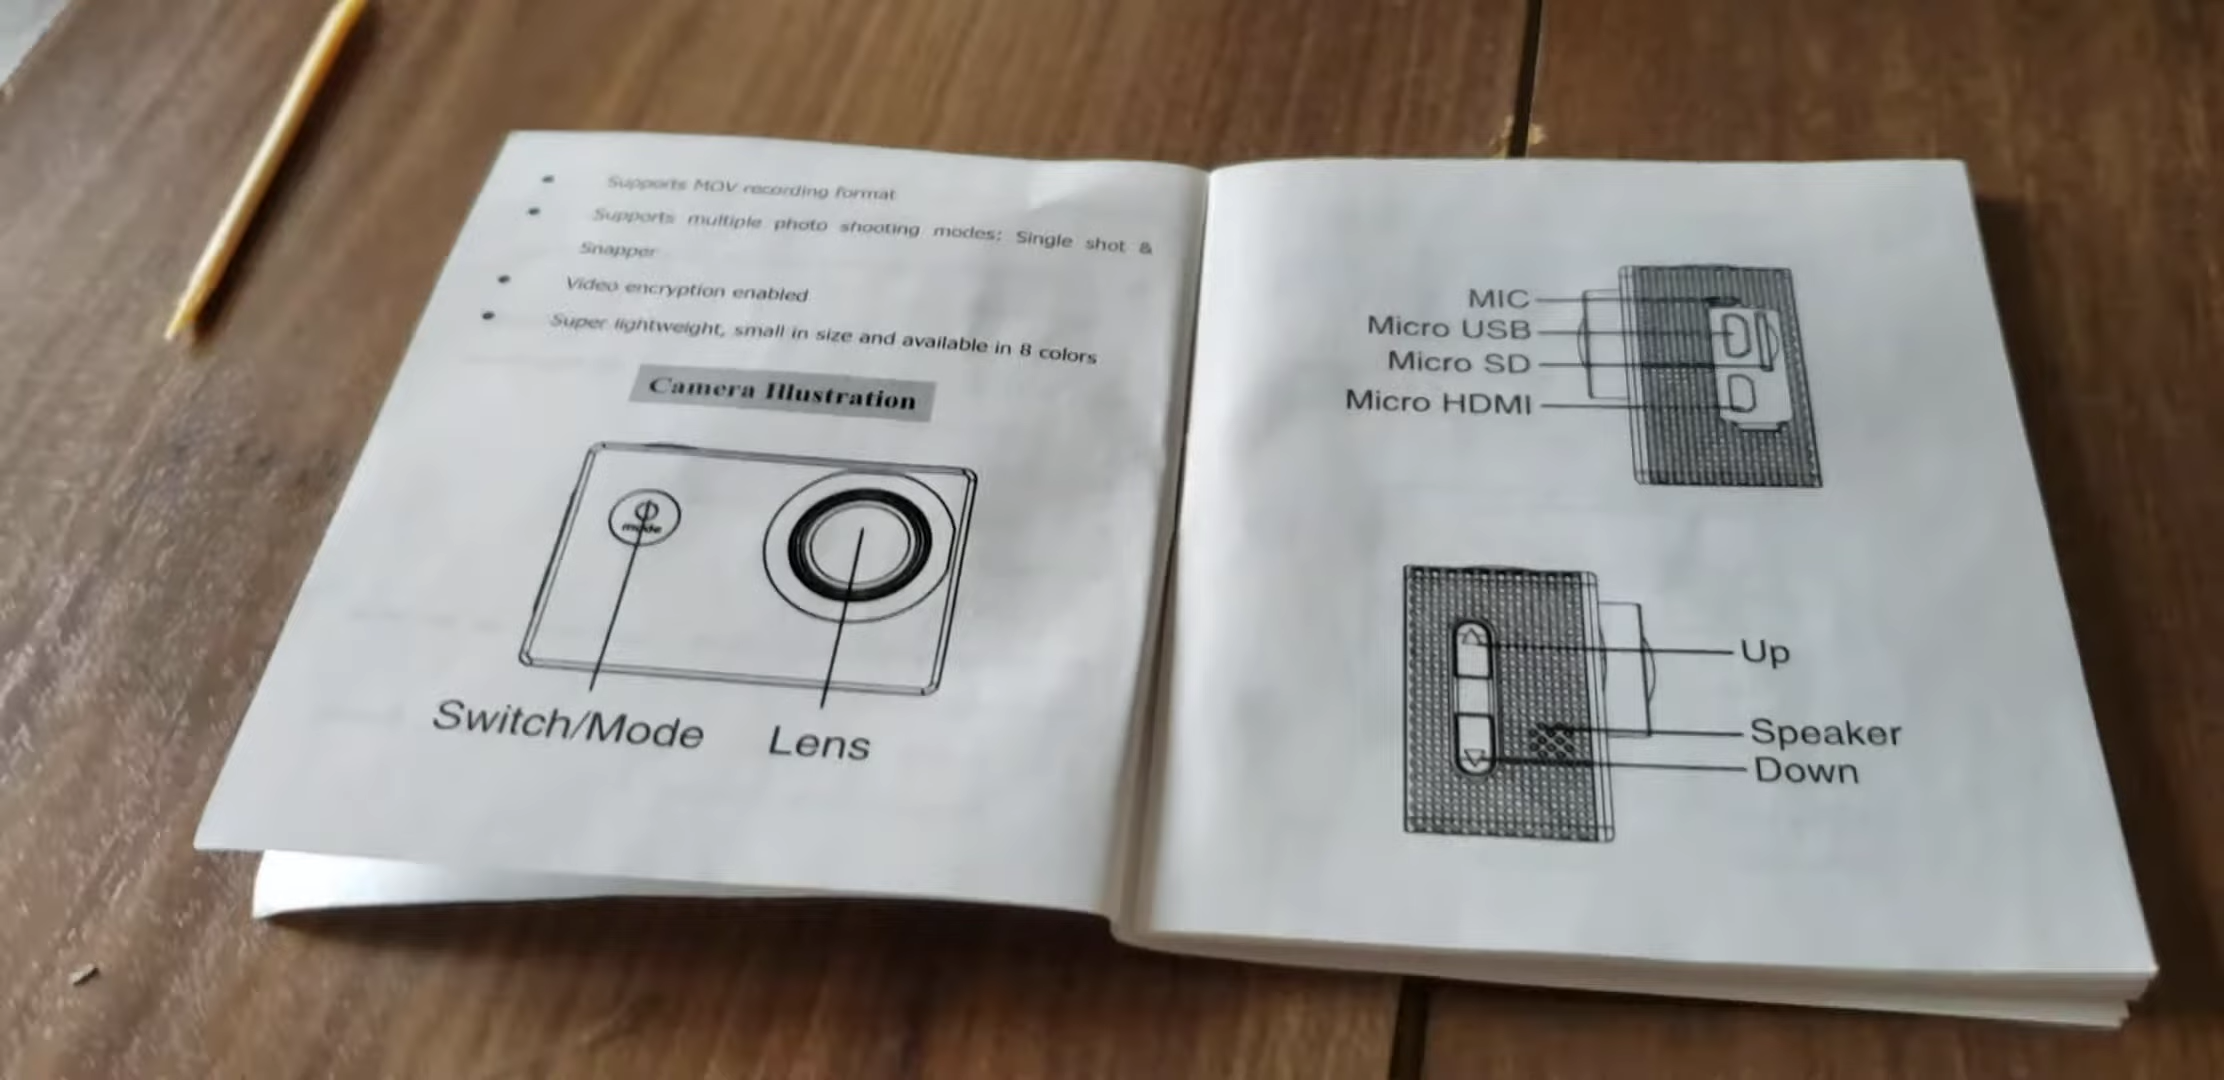 Supports MOV recording format
Supports multiple photo shooting modes: Single shot &
Snapper
Video encryption enabled
Super lightweight, small in size and available in 8 colors
Camera Illustration
mode
Switch/Mode
Lens
MIC
Micro USB
Micro SD
Micro HDMI
Up
Speaker
Down